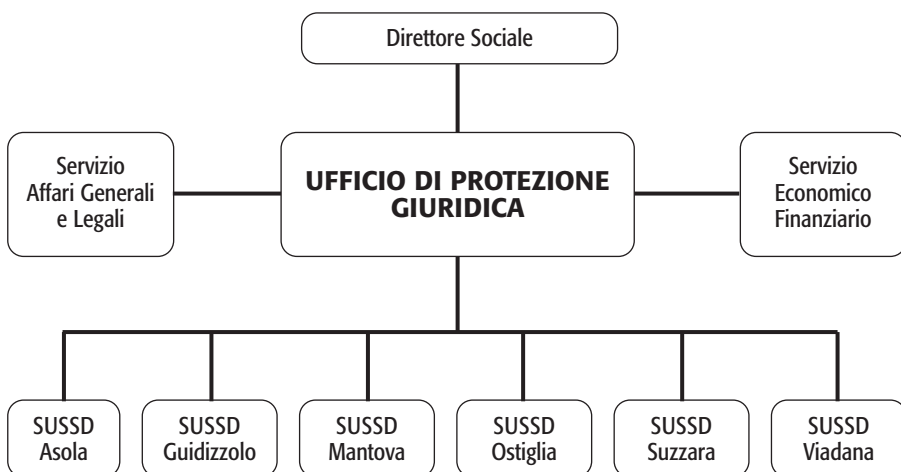 Direttore Sociale
Servizio
Affari Generali
e Legali
UFFICIO DI PROTEZIONE
GIURIDICA
Servizio
Economico
Finanziario
SUSSD
Asola
SUSSD
Guidizzolo
SUSSD
Mantova
SUSSD
Ostiglia
SUSSD
Suzzara
SUSSD
Viadana